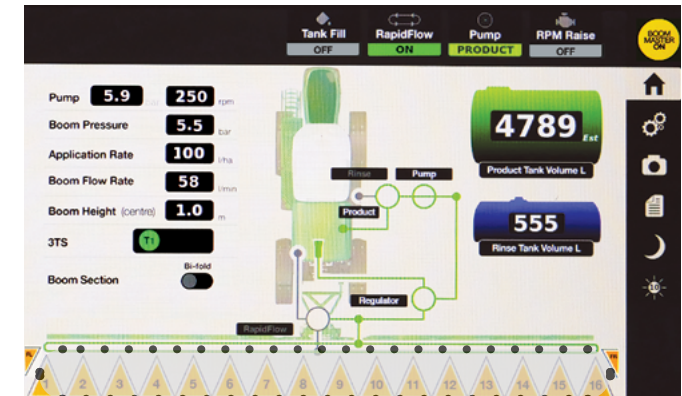 Tank Fill RapidFlow Pump RPM Raise
OFF ON PRODUCT OFF
BOOM
MASTER
ON
Pump 5.9 bar 250 rpm
Boom Pressure 5.5 bar
Application Rate 100 l/ha
Boom Flow Rate 58 l/min
Boom Height (centre) 1.0 m
3TS T1
Boom Section Bi-fold
Rinse Pump
Product
Regulator
RapidFlow
4789 Est
Product Tank Volume L
555
Rinse Tank Volume L
10
1 2 3 4 5 6 7 8 9 10 11 12 13 14 15 16